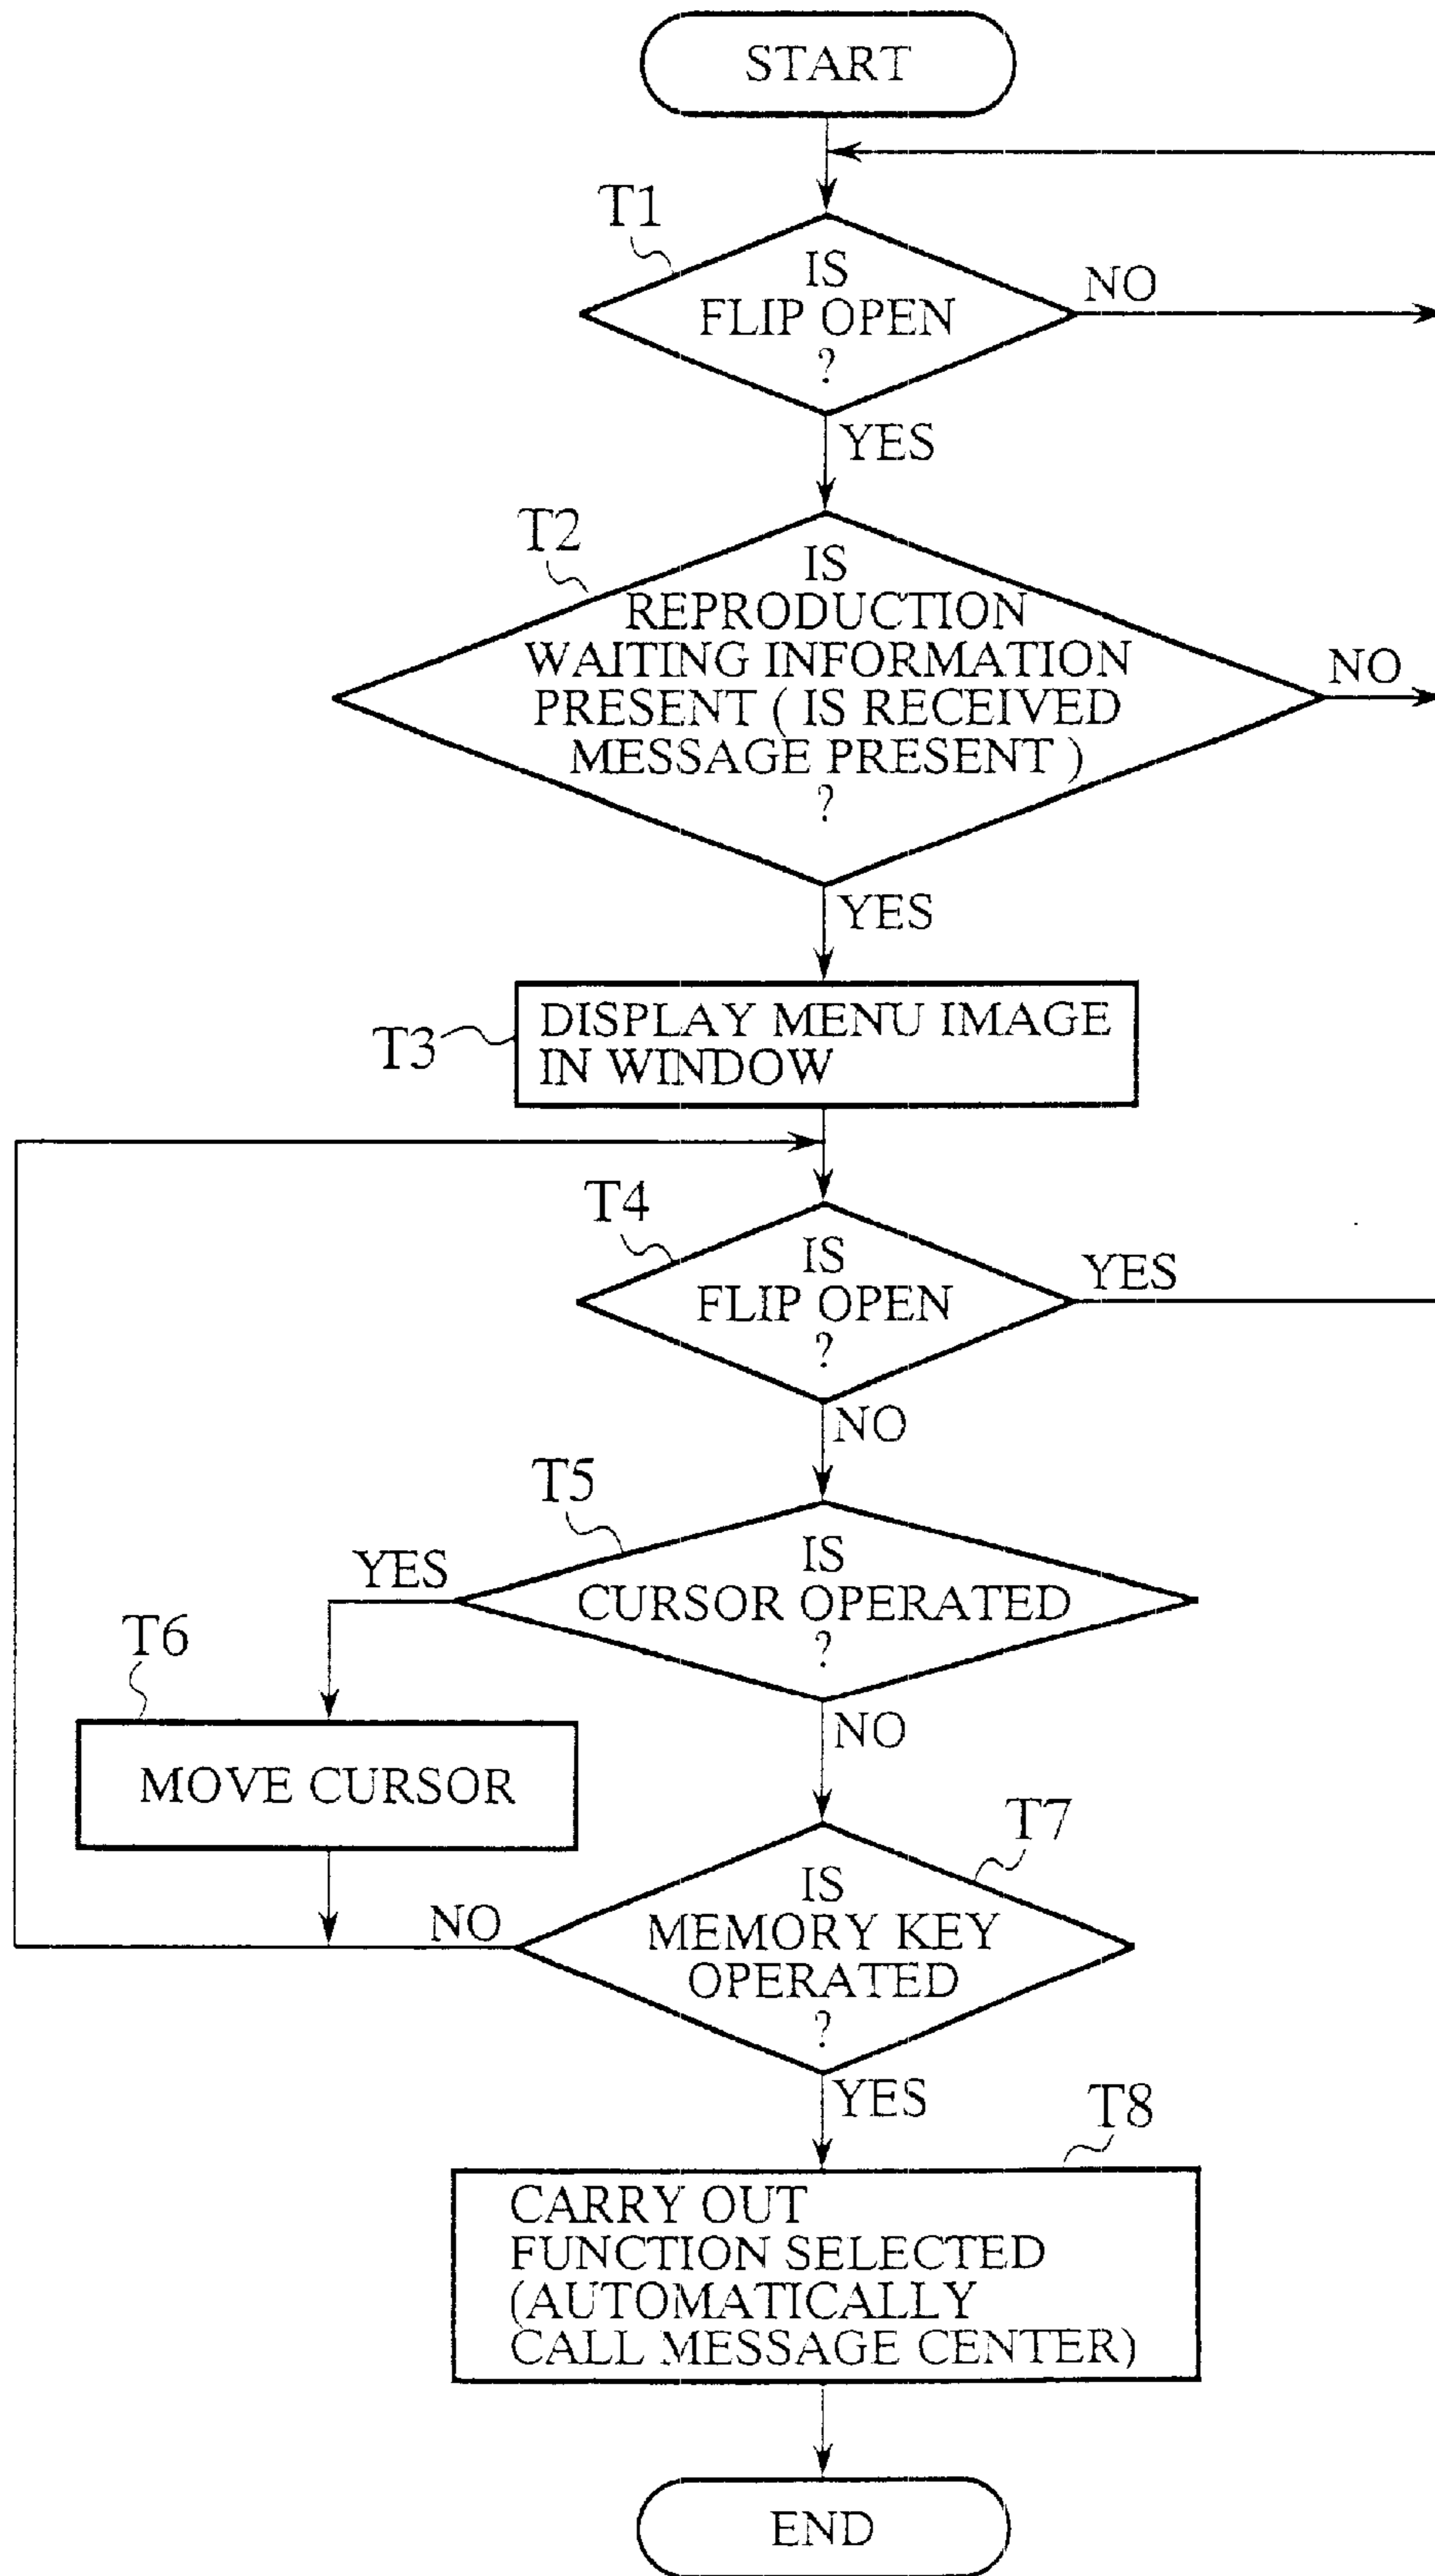 START
T1
IS
FLIP OPEN
?
NO
YES
T2
IS
REPRODUCTION
WAITING INFORMATION
PRESENT ( IS RECEIVED
MESSAGE PRESENT )
?
NO
YES
T3
DISPLAY MENU IMAGE
IN WINDOW
T4
IS
FLIP OPEN
?
YES
NO
T5
IS
CURSOR OPERATED
?
YES
T6
MOVE CURSOR
NO
T7
IS
MEMORY KEY
OPERATED
?
NO
YES
T8
CARRY OUT
FUNCTION SELECTED
(AUTOMATICALLY
CALL MESSAGE CENTER)
END